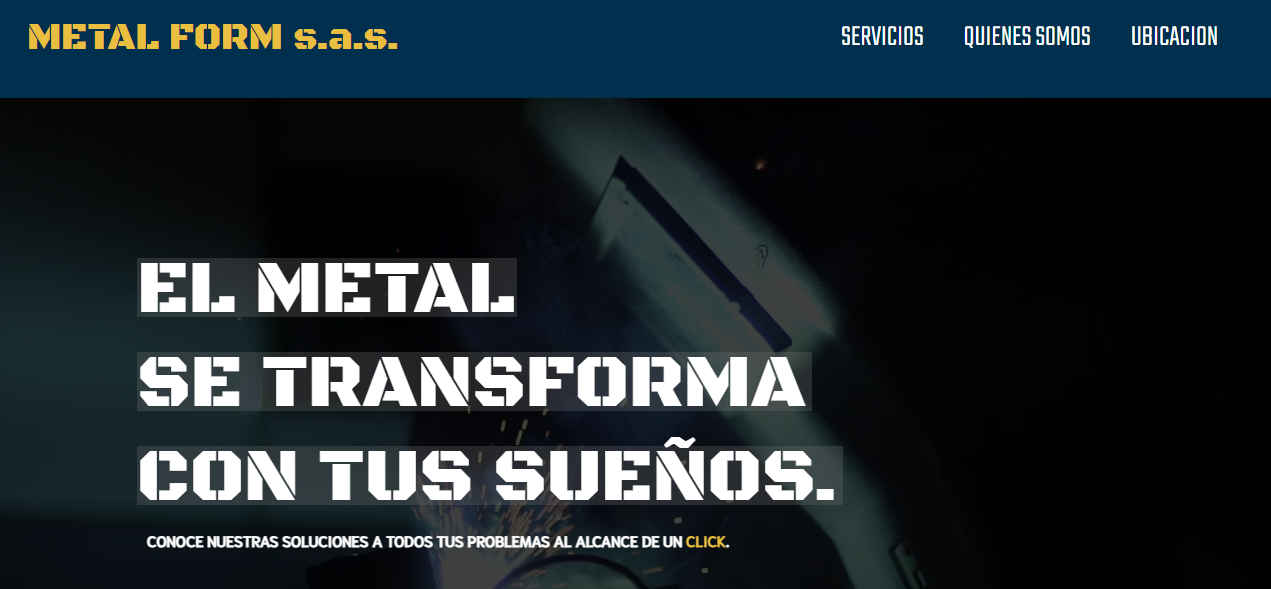 METAL FORM s.a.s.
SERVICIOS QUIENES SOMOS UBICACION
EL METAL
SE TRANSFORMA
CON TUS SUEÑOS.
CONOCE NUESTRAS SOLUCIONES A TODOS TUS PROBLEMAS AL ALCANCE DE UN CLICK.